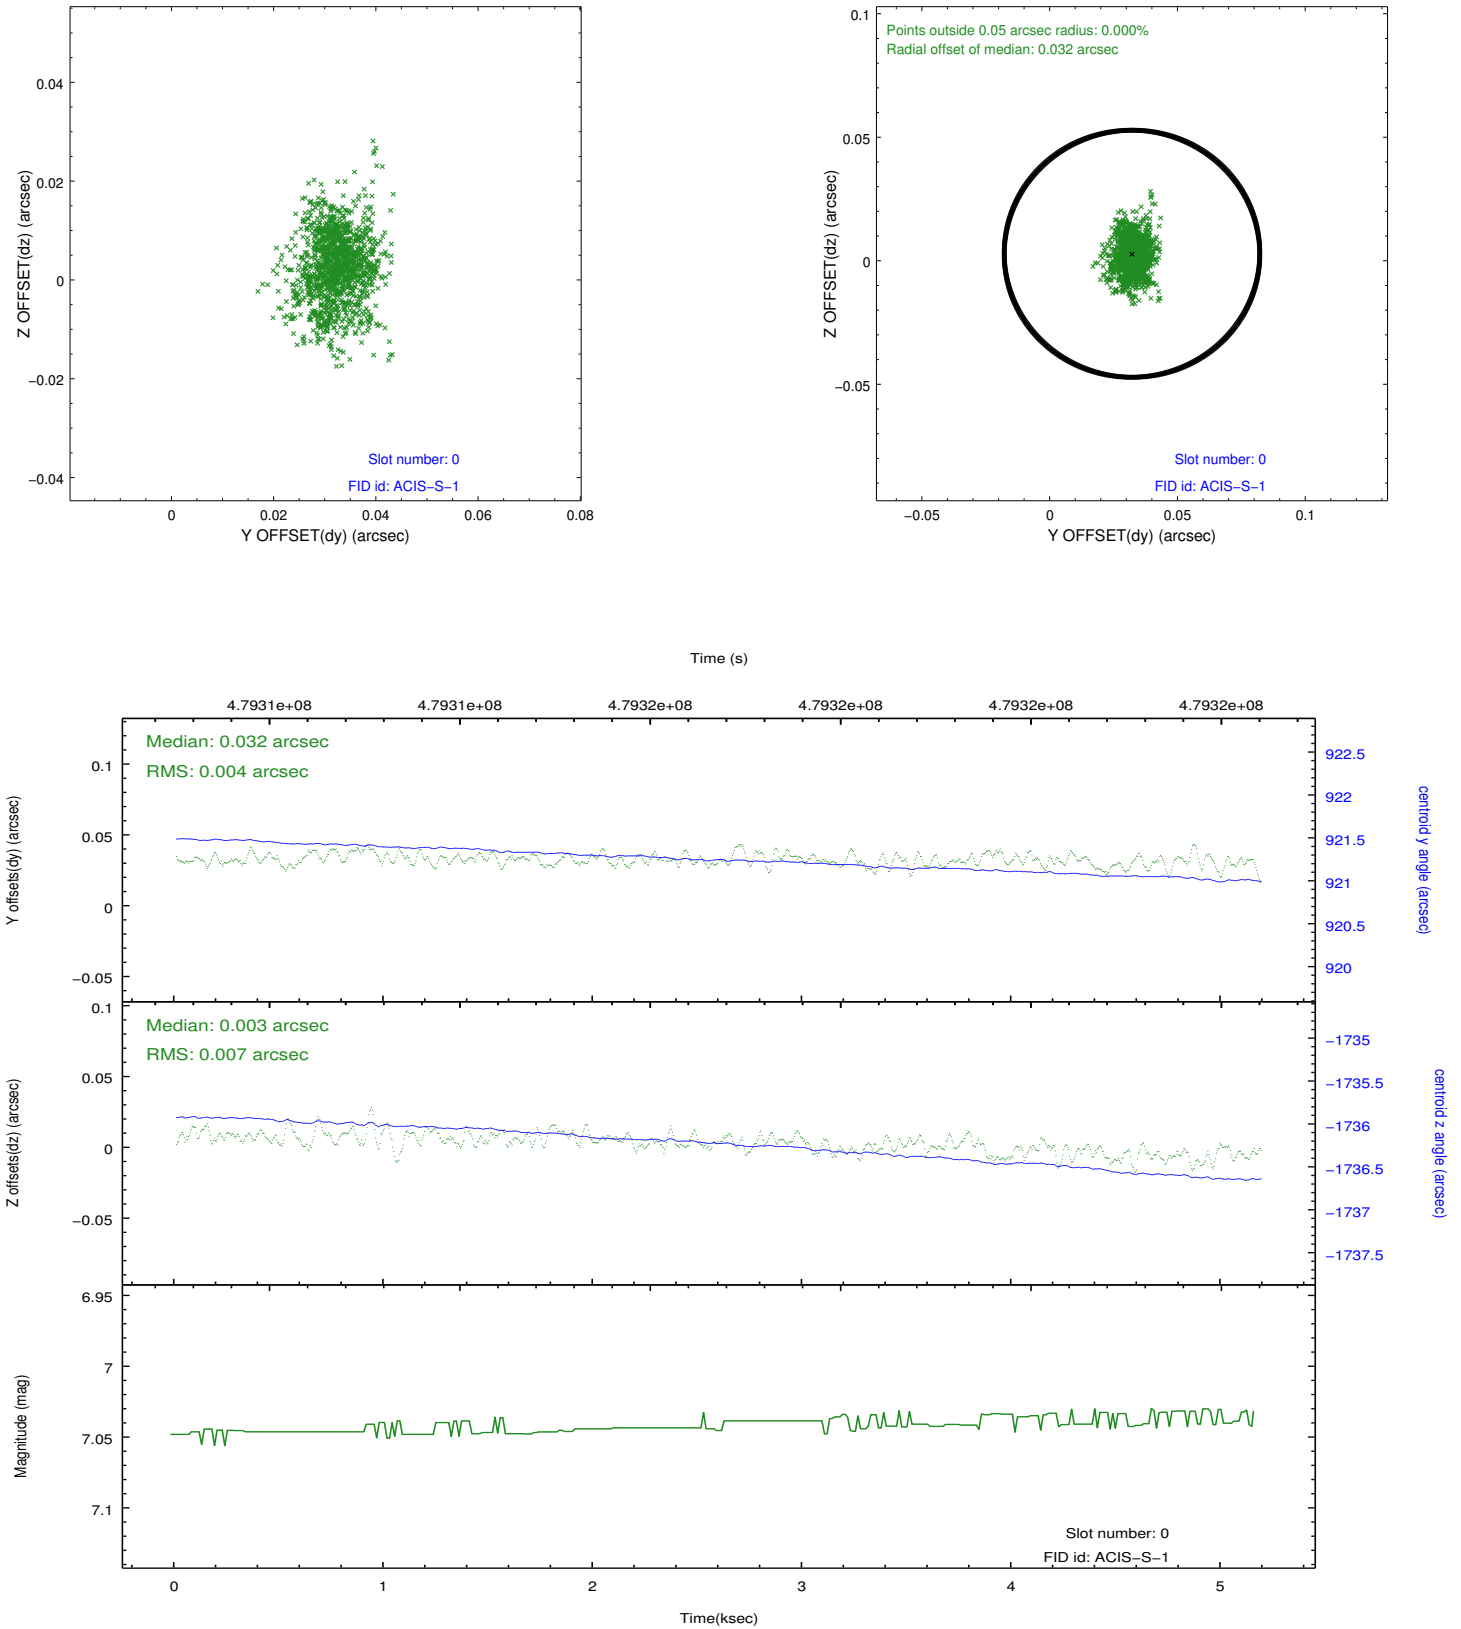 0.04
0.02
0
−0.02
−0.04
Z OFFSET(dz) (arcsec)
Slot number: 0
FID id: ACIS−S−1
0
0.02
0.04
0.06
0.08
Y OFFSET(dy) (arcsec)
0.1
0.05
0
−0.05
Z OFFSET(dz) (arcsec)
Points outside 0.05 arcsec radius: 0.000%
Radial offset of median: 0.032 arcsec
Slot number: 0
FID id: ACIS−S−1
−0.05
0
0.05
0.1
Y OFFSET(dy) (arcsec)
Time (s)
4.7931e+08
4.7931e+08
4.7932e+08
4.7932e+08
4.7932e+08
4.7932e+08
Median: 0.032 arcsec
RMS: 0.004 arcsec
0.1
0.05
0
−0.05
Y offsets(dy) (arcsec)
922.5
922
921.5
921
920.5
920
centroid y angle (arcsec)
Median: 0.003 arcsec
RMS: 0.007 arcsec
0.1
0.05
0
−0.05
Z offsets(dz) (arcsec)
−1735
−1735.5
−1736
−1736.5
−1737
−1737.5
centroid z angle (arcsec)
6.95
7
7.05
7.1
Magnitude (mag)
Slot number: 0
FID id: ACIS−S−1
0
1
2
3
4
5
Time(ksec)